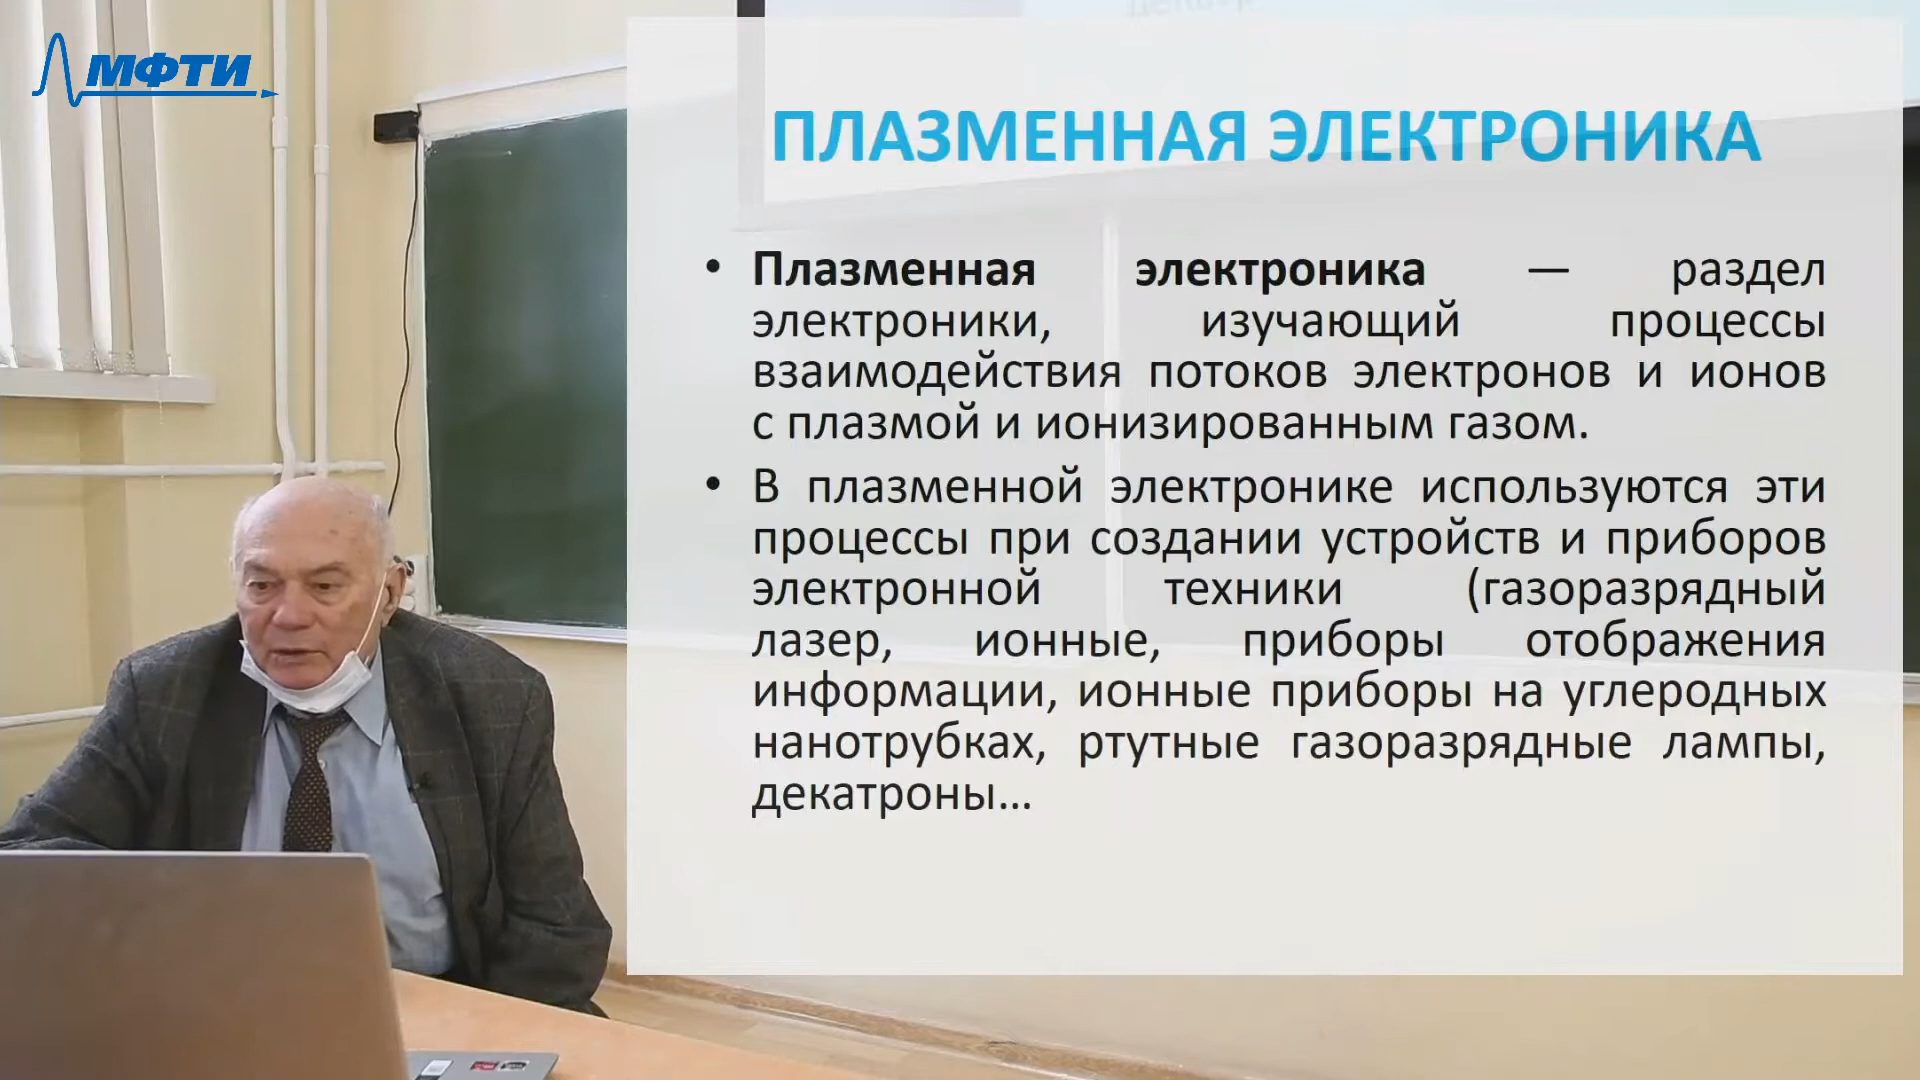 МФТИ
ПЛАЗМЕННАЯ ЭЛЕКТРОНИКА
• Плазменная электроника — раздел
электроники, изучающий процессы
взаимодействия потоков электронов и ионов
с плазмой и ионизированным газом.
• В плазменной электронике используются эти
процессы при создании устройств и приборов
электронной техники (газоразрядный
лазер, ионные, приборы отображения
информации, ионные приборы на углеродных
нанотрубках, ртутные газоразрядные лампы,
декатроны...